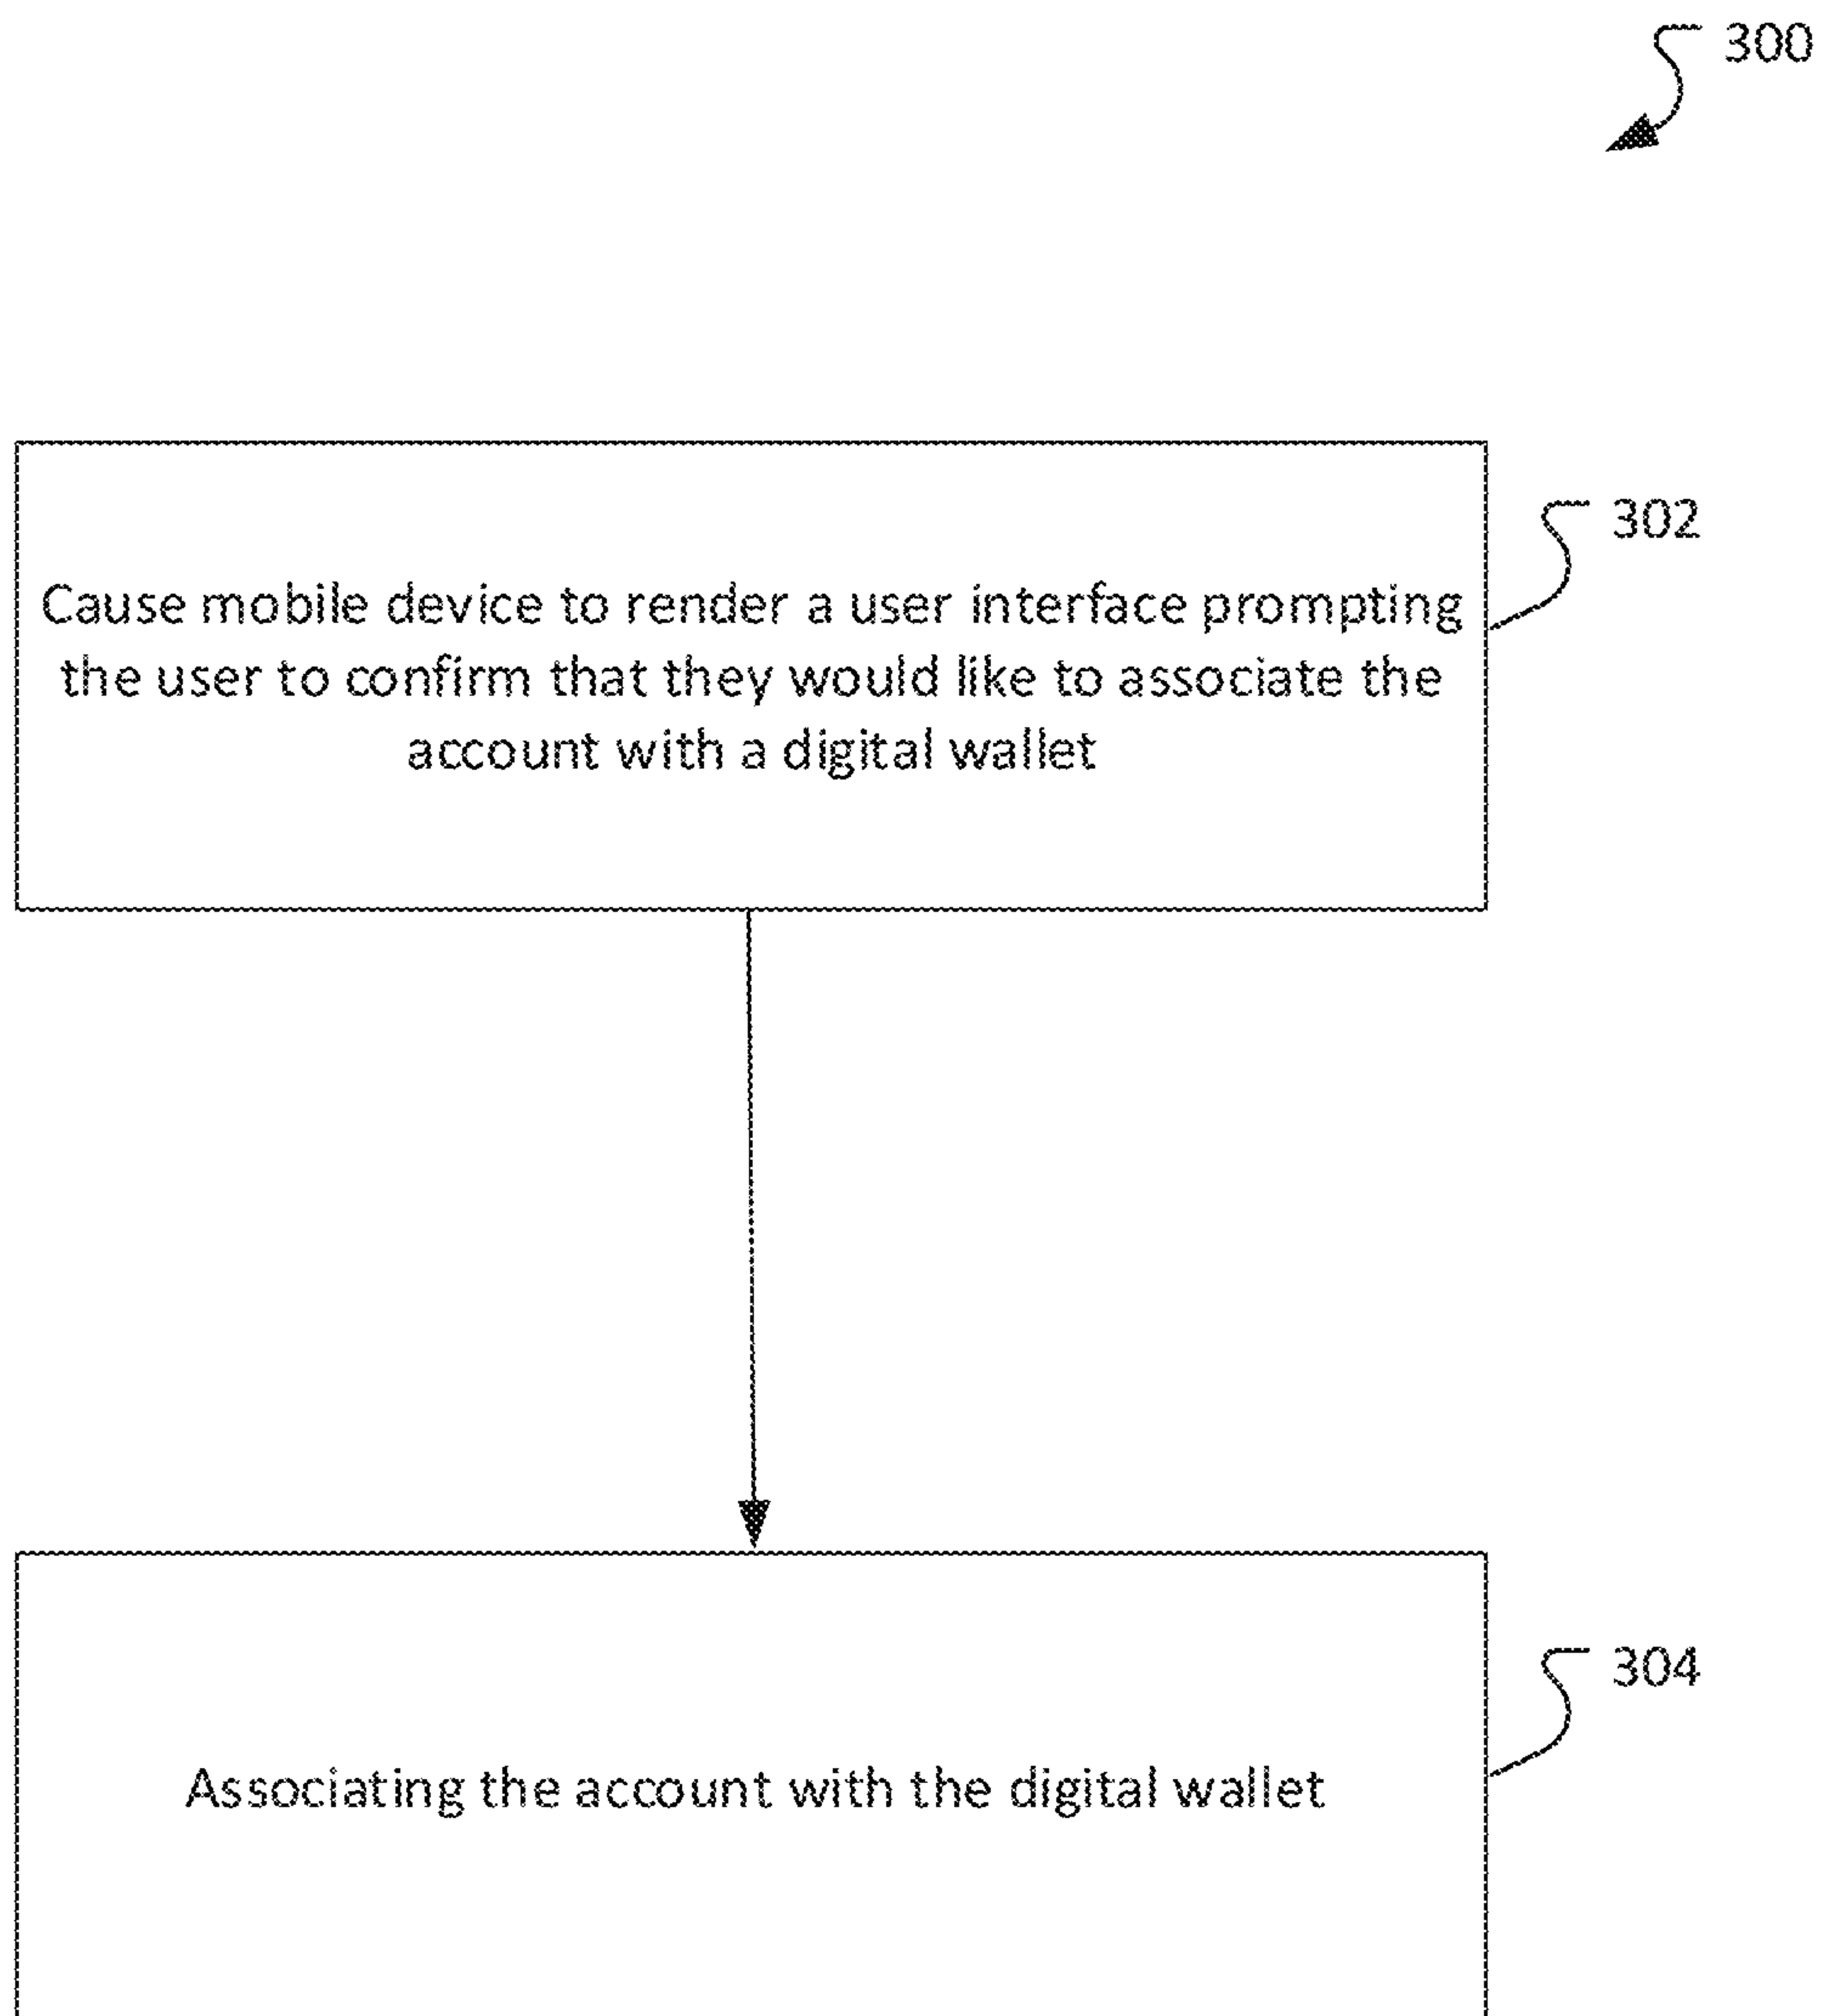 300
302
Cause mobile device to render a user interface prompting
the user to confirm that they would like to associate the
account with a digital wallet
304
Associating the account with the digital wallet